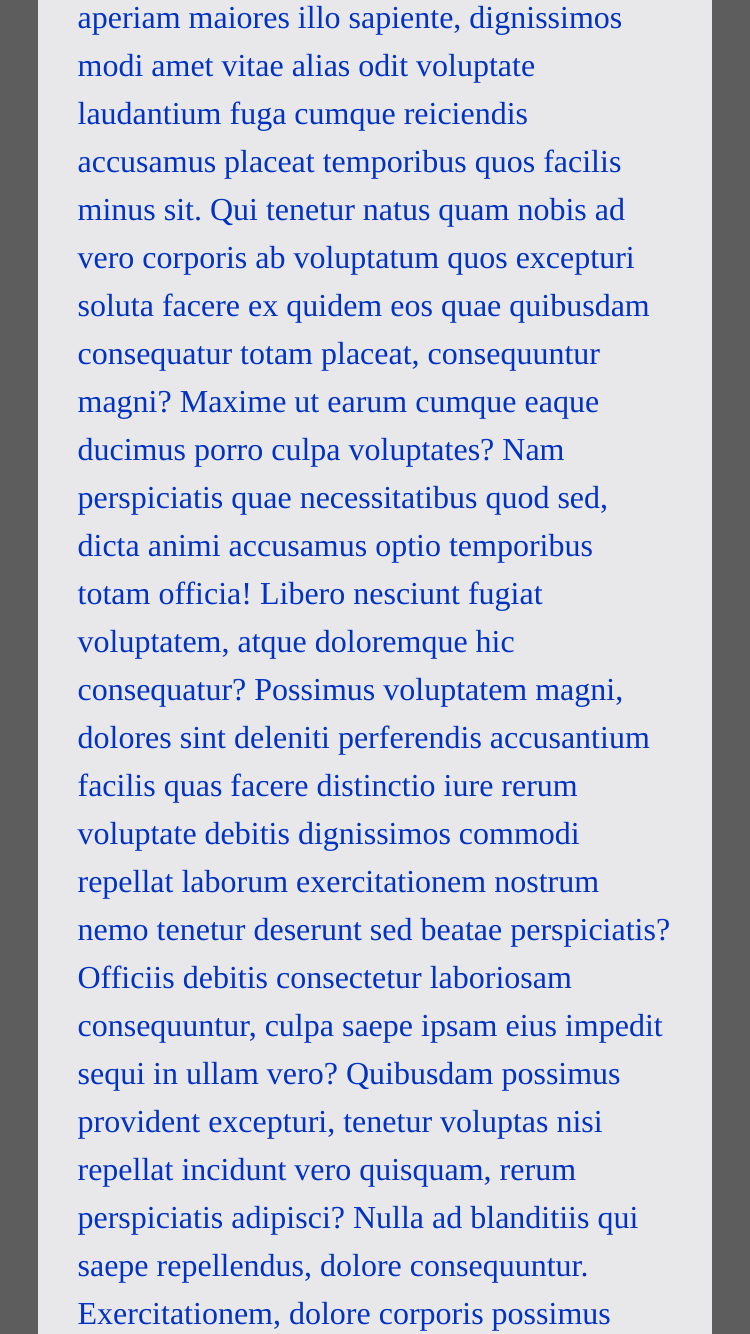 aperiam maiores illo sapiente, dignissimos
modi amet vitae alias odit voluptate
laudantium fuga cumque reiciendis
accusamus placeat temporibus quos facilis
minus sit. Qui tenetur natus quam nobis ad
vero corporis ab voluptatum quos excepturi
soluta facere ex quidem eos quae quibusdam
consequatur totam placeat, consequuntur
magni? Maxime ut earum cumque eaque
ducimus porro culpa voluptates? Nam
perspiciatis quae necessitatibus quod sed,
dicta animi accusamus optio temporibus
totam officia! Libero nesciunt fugiat
voluptatem, atque doloremque hic
consequatur? Possimus voluptatem magni,
dolores sint deleniti perferendis accusantium
facilis quas facere distinctio iure rerum
voluptate debitis dignissimos commodi
repellat laborum exercitationem nostrum
nemo tenetur deserunt sed beatae perspiciatis?
Officiis debitis consectetur laboriosam
consequuntur, culpa saepe ipsam eius impedit
sequi in ullam vero? Quibusdam possimus
provident excepturi, tenetur voluptas nisi
repellat incidunt vero quisquam, rerum
perspiciatis adipisci? Nulla ad blanditiis qui
saepe repellendus, dolore consequuntur.
Exercitationem, dolore corporis possimus